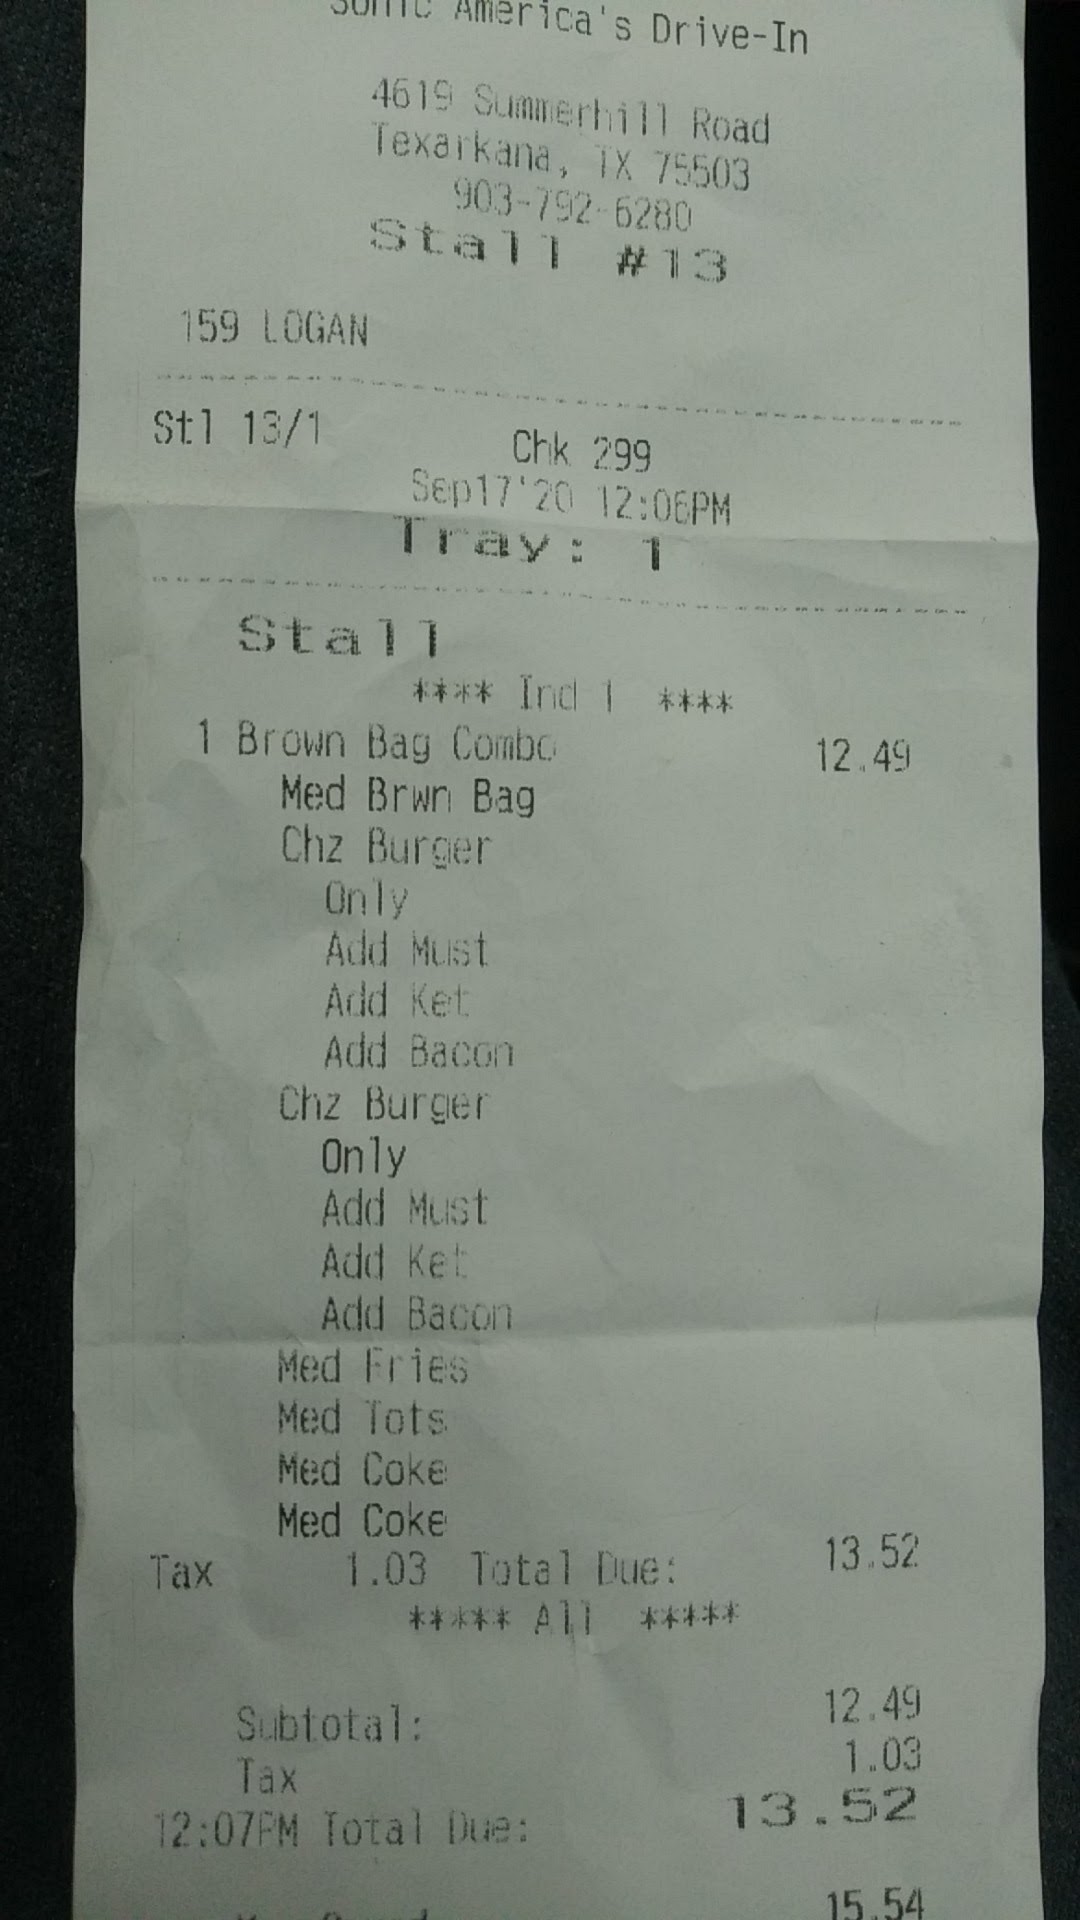 Sonic America's Drive-In
4619 Summerhill Road
Texarkana, TX 75503
903-792-6280
Stall #13
159 LOGAN
Stl 13/1 Chk 299
Sep17'20 12:06PM
Tray: 1
Stall
**** Ind 1 ****
1 Brown Bag Combo 12.49
Med Brwn Bag
Chz Burger
Only
Add Must
Add Ket
Add Bacon
Chz Burger
Only
Add Must
Add Ket
Add Bacon
Med Fries
Med Tots
Med Coke
Med Coke
Tax 1.03 Total Due: 13.52
***** All *****
Subtotal: 12.49
Tax 1.03
12:07PM Total Due: 13.52
15.54